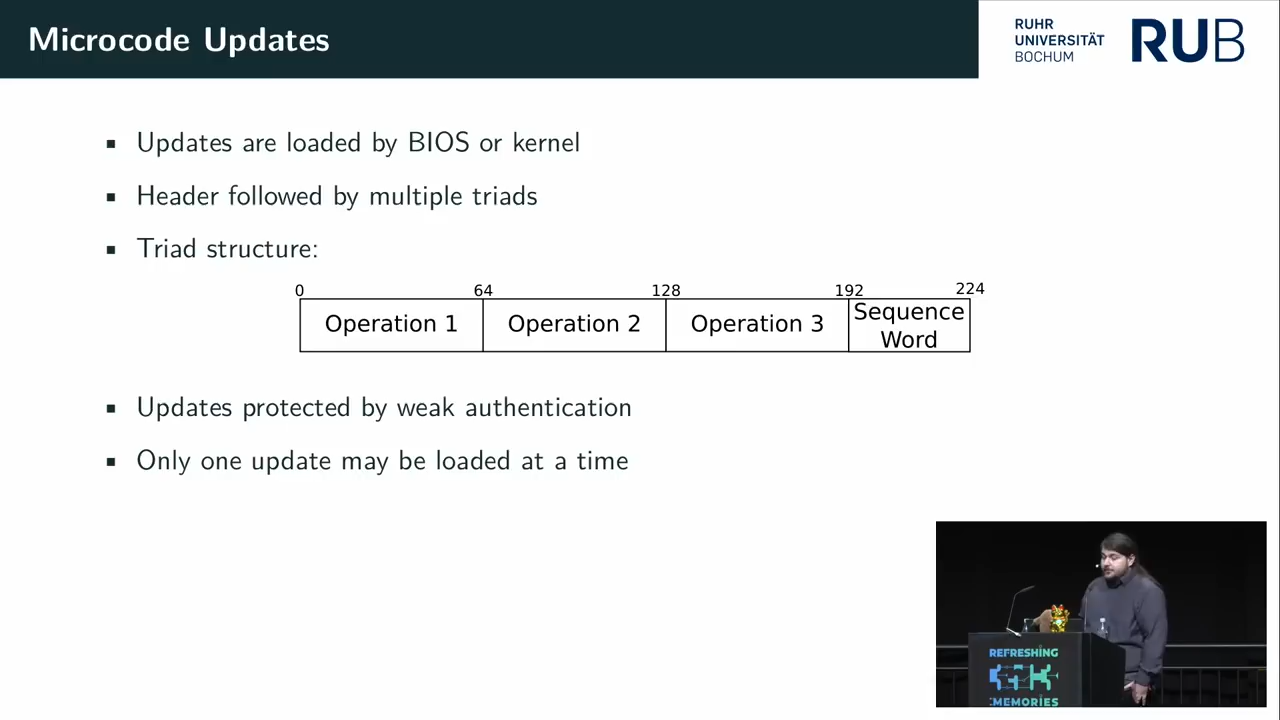 Microcode Updates
RUHR
UNIVERSITÄT
BOCHUM
RUB
Updates are loaded by BIOS or kernel
Header followed by multiple triads
Triad structure:
0 64 128 192 224
Operation 1 Operation 2 Operation 3 Sequence
Word
Updates protected by weak authentication
Only one update may be loaded at a time
REFRESHING
MEMORIES